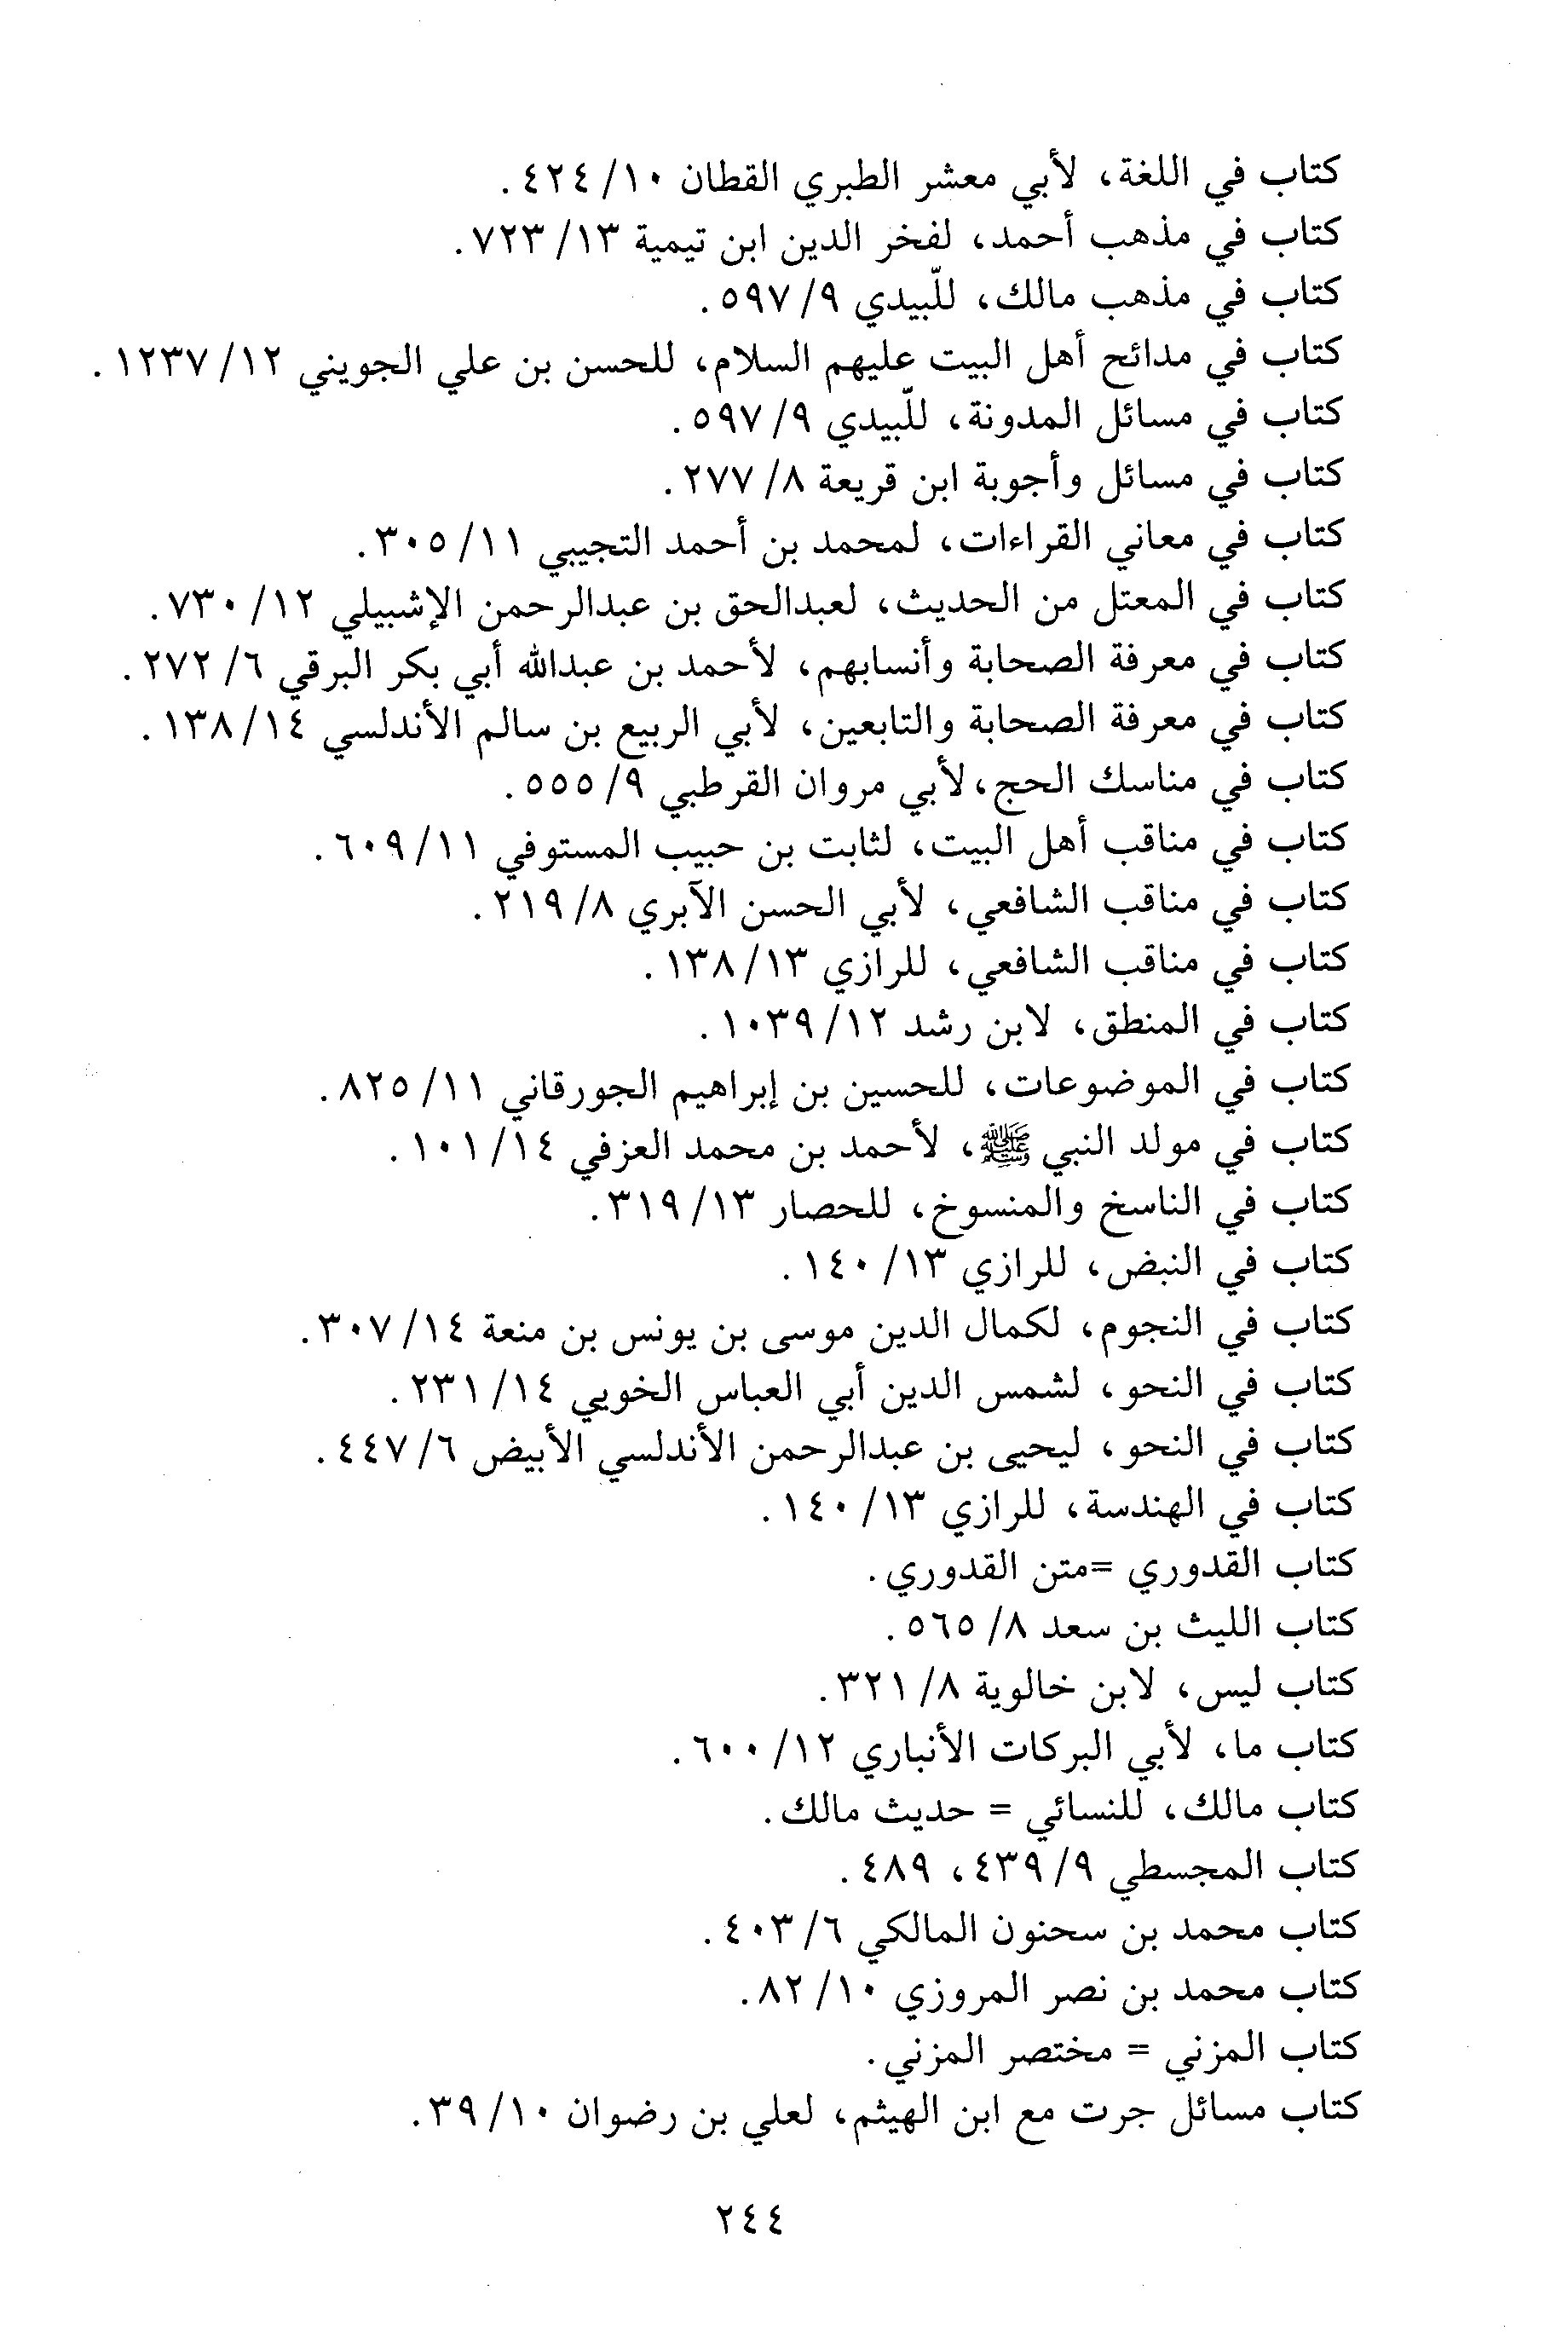 كتاب في اللغة، لأبي معشر الطبري القطان ١٠/ ٤٢٤.
كتاب في مذهب أحمد، لفخر الدين ابن تيمية ١٣/ ٧٢٣.
كتاب في مذهب مالك، للّبيدي ٩/ ٥٩٧.
كتاب في مدائح أهل البيت عليهم السلام، للحسن بن علي الجويني ١٢/ ١٢٣٧.
كتاب في مسائل المدونة، للّبيدي ٩/ ٥٩٧.
كتاب في مسائل وأجوبة ابن قريعة ٨/ ٢٧٧.
كتاب في معاني القراءات، لمحمد بن أحمد التجيبي ١١/ ٣٠٥.
كتاب في المعتل من الحديث، لعبدالحق بن عبدالرحمن الإشبيلي ١٢/ ٧٣٠.
كتاب في معرفة الصحابة وأنسابهم، لأحمد بن عبدالله أبي بكر البرقي ٦/ ٢٧٢.
كتاب في معرفة الصحابة والتابعين، لأبي الربيع بن سالم الأندلسي ١٤/ ١٣٨.
كتاب في مناسك الحج، لأبي مروان القرطبي ٩/ ٥٥٥.
كتاب في مناقب أهل البيت، لثابت بن حبيب المستوفي ١١/ ٦٠٩.
كتاب في مناقب الشافعي، لأبي الحسن الآبري ٨/ ٢١٩.
كتاب في مناقب الشافعي، للرازي ١٣/ ١٣٨.
كتاب في المنطق، لابن رشد ١٢/ ١٠٣٩.
كتاب في الموضوعات، للحسين بن إبراهيم الجورقاني ١١/ ٨٢٥.
كتاب في مولد النبي ﷺ، لأحمد بن محمد العزفي ١٤/ ١٠١.
كتاب في الناسخ والمنسوخ، للحصار ١٣/ ٣١٩.
كتاب في النبض، للرازي ١٣/ ١٤٠.
كتاب في النجوم، لكمال الدين موسى بن يونس بن منعة ١٤/ ٣٠٧.
كتاب في النحو، لشمس الدين أبي العباس الخويي ١٤/ ٢٣١.
كتاب في النحو، ليحيى بن عبدالرحمن الأندلسي الأبيض ٦/ ٤٤٧.
كتاب في الهندسة، للرازي ١٣/ ١٤٠.
كتاب القدوري =متن القدوري.
كتاب الليث بن سعد ٨/ ٥٦٥.
كتاب ليس، لابن خالوية ٨/ ٣٢١.
كتاب ما، لأبي البركات الأنباري ١٢/ ٦٠٠.
كتاب مالك، للنسائي = حديث مالك.
كتاب المجسطي ٩/ ٤٣٩، ٤٨٩.
كتاب محمد بن سحنون المالكي ٦/ ٤٠٣.
كتاب محمد بن نصر المروزي ١٠/ ٨٢.
كتاب المزني = مختصر المزني.
كتاب مسائل جرت مع ابن الهيثم، لعلي بن رضوان ١٠/ ٣٩.
٢٤٤